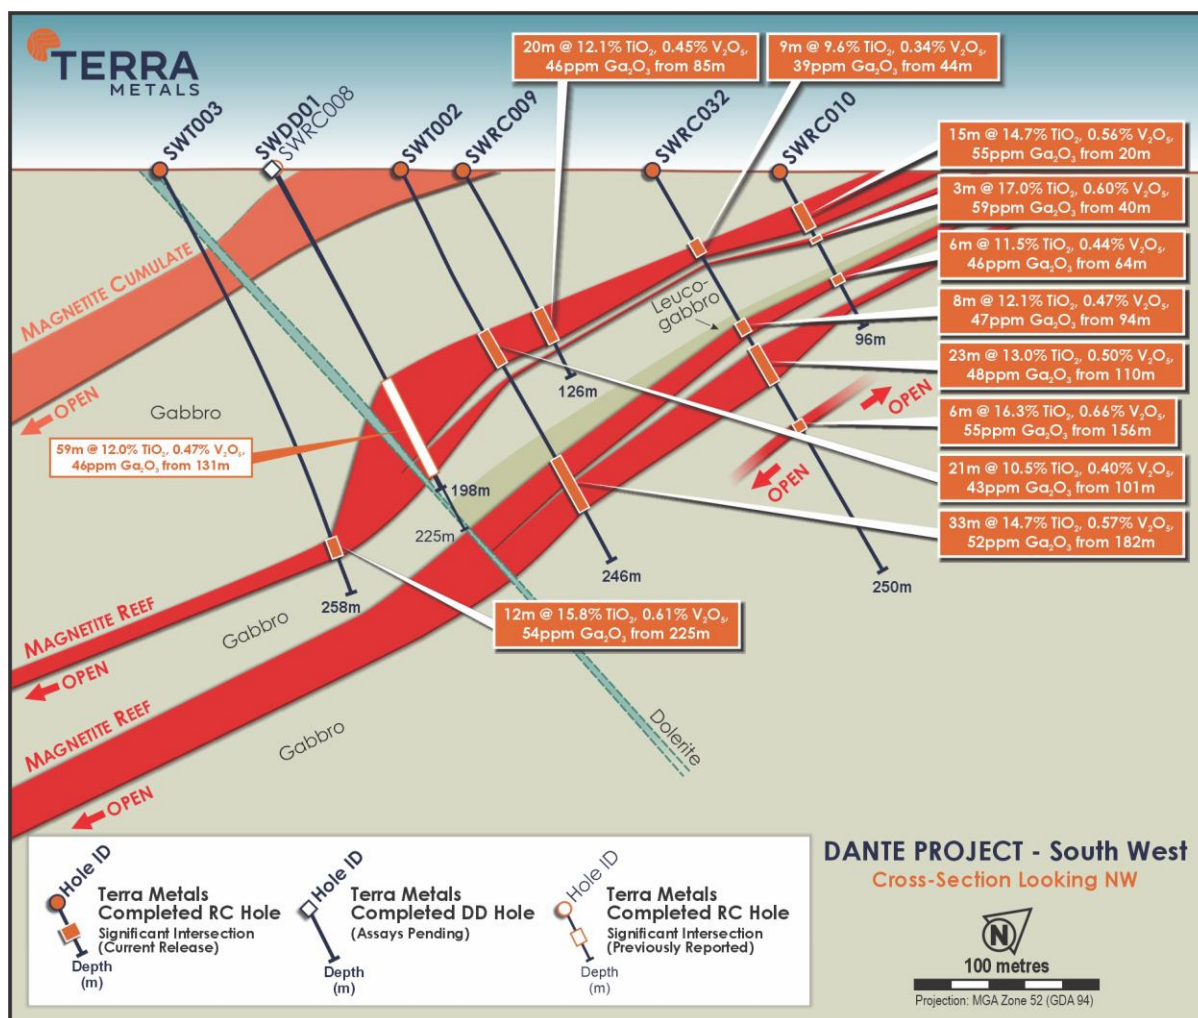 TERRA
METALS
SWT003
SWDD01
SWRC008
SWT002
SWRC009
SWRC032
SWRC010
20m @ 12.1% TiO₂, 0.45% V₂O₅,
46ppm Ga₂O₃ from 85m
9m @ 9.6% TiO₂, 0.34% V₂O₅,
39ppm Ga₂O₃ from 44m
15m @ 14.7% TiO₂, 0.56% V₂O₅,
55ppm Ga₂O₃ from 20m
3m @ 17.0% TiO₂, 0.60% V₂O₅,
59ppm Ga₂O₃ from 40m
6m @ 11.5% TiO₂, 0.44% V₂O₅,
46ppm Ga₂O₃ from 64m
8m @ 12.1% TiO₂, 0.47% V₂O₅,
47ppm Ga₂O₃ from 94m
23m @ 13.0% TiO₂, 0.50% V₂O₅,
48ppm Ga₂O₃ from 110m
6m @ 16.3% TiO₂, 0.66% V₂O₅,
55ppm Ga₂O₃ from 156m
21m @ 10.5% TiO₂, 0.40% V₂O₅,
43ppm Ga₂O₃ from 101m
33m @ 14.7% TiO₂, 0.57% V₂O₅,
52ppm Ga₂O₃ from 182m
MAGNETITE CUMULATE
OPEN
Gabbro
59m @ 12.0% TiO₂, 0.47% V₂O₅,
46ppm Ga₂O₃ from 131m
Leuco-
gabbro
96m
126m
OPEN
OPEN
198m
225m
246m
250m
258m
12m @ 15.8% TiO₂, 0.61% V₂O₅,
54ppm Ga₂O₃ from 225m
MAGNETITE REEF
OPEN
Gabbro
MAGNETITE REEF
OPEN
Gabbro
Dolerite
Hole ID
Terra Metals
Completed RC Hole
Significant Intersection
(Current Release)
Depth
(m)
Hole ID
Terra Metals
Completed DD Hole
(Assays Pending)
Depth
(m)
Hole ID
Terra Metals
Completed RC Hole
Significant Intersection
(Previously Reported)
Depth
(m)
DANTE PROJECT - South West
Cross-Section Looking NW
N
100 metres
Projection: MGA Zone 52 (GDA 94)